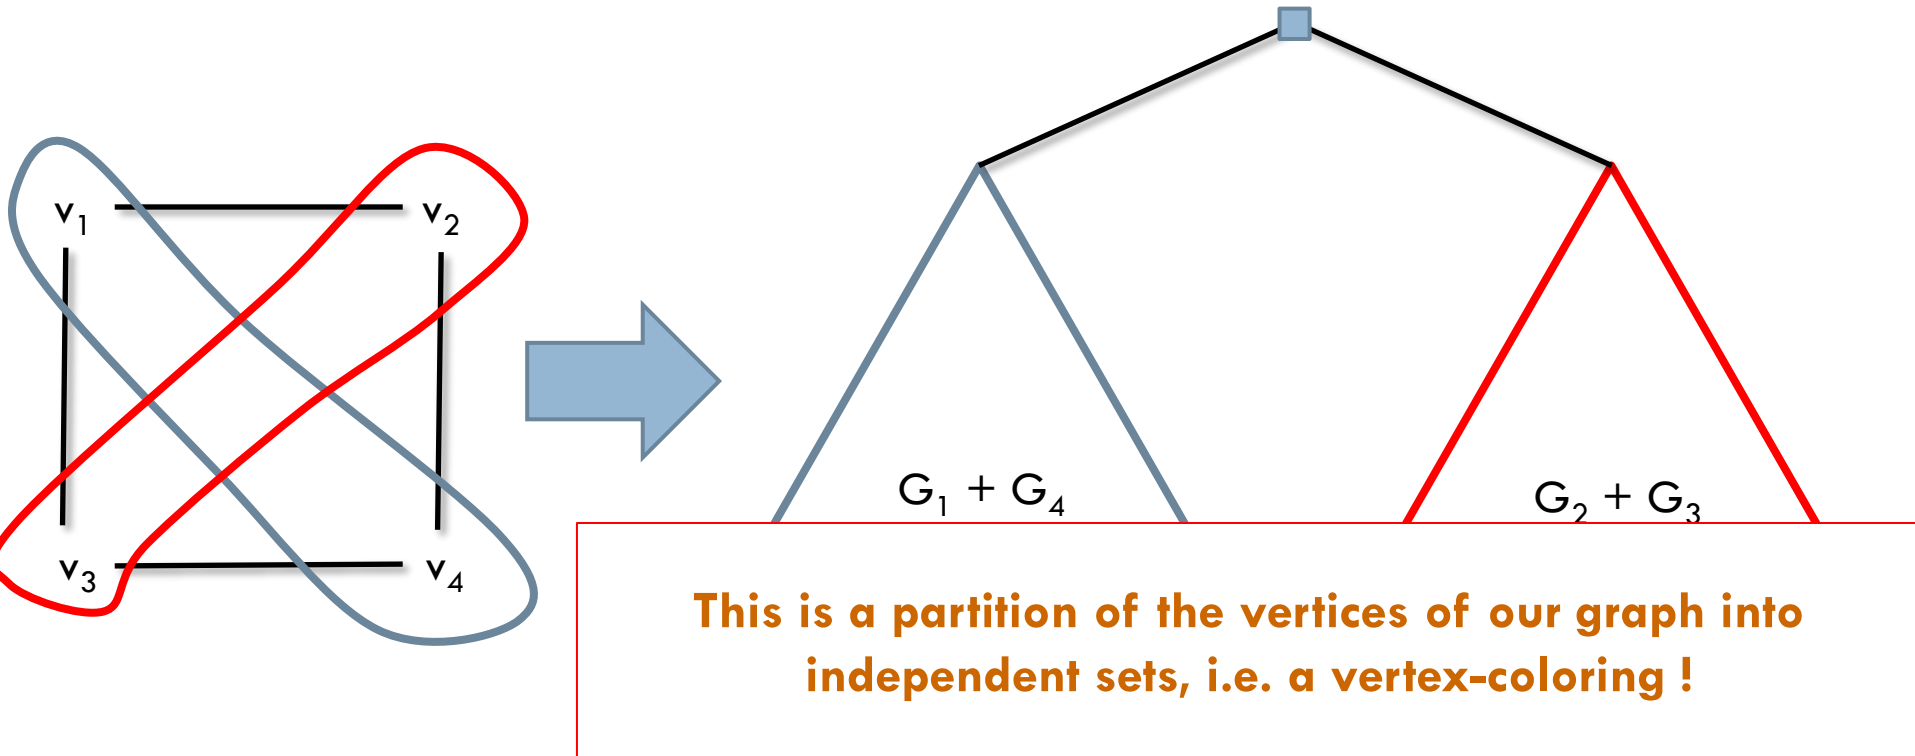 v₁
v₂
v₃
v₄
G₁ + G₄
G₂ + G₃
This is a partition of the vertices of our graph into
independent sets, i.e. a vertex-coloring !